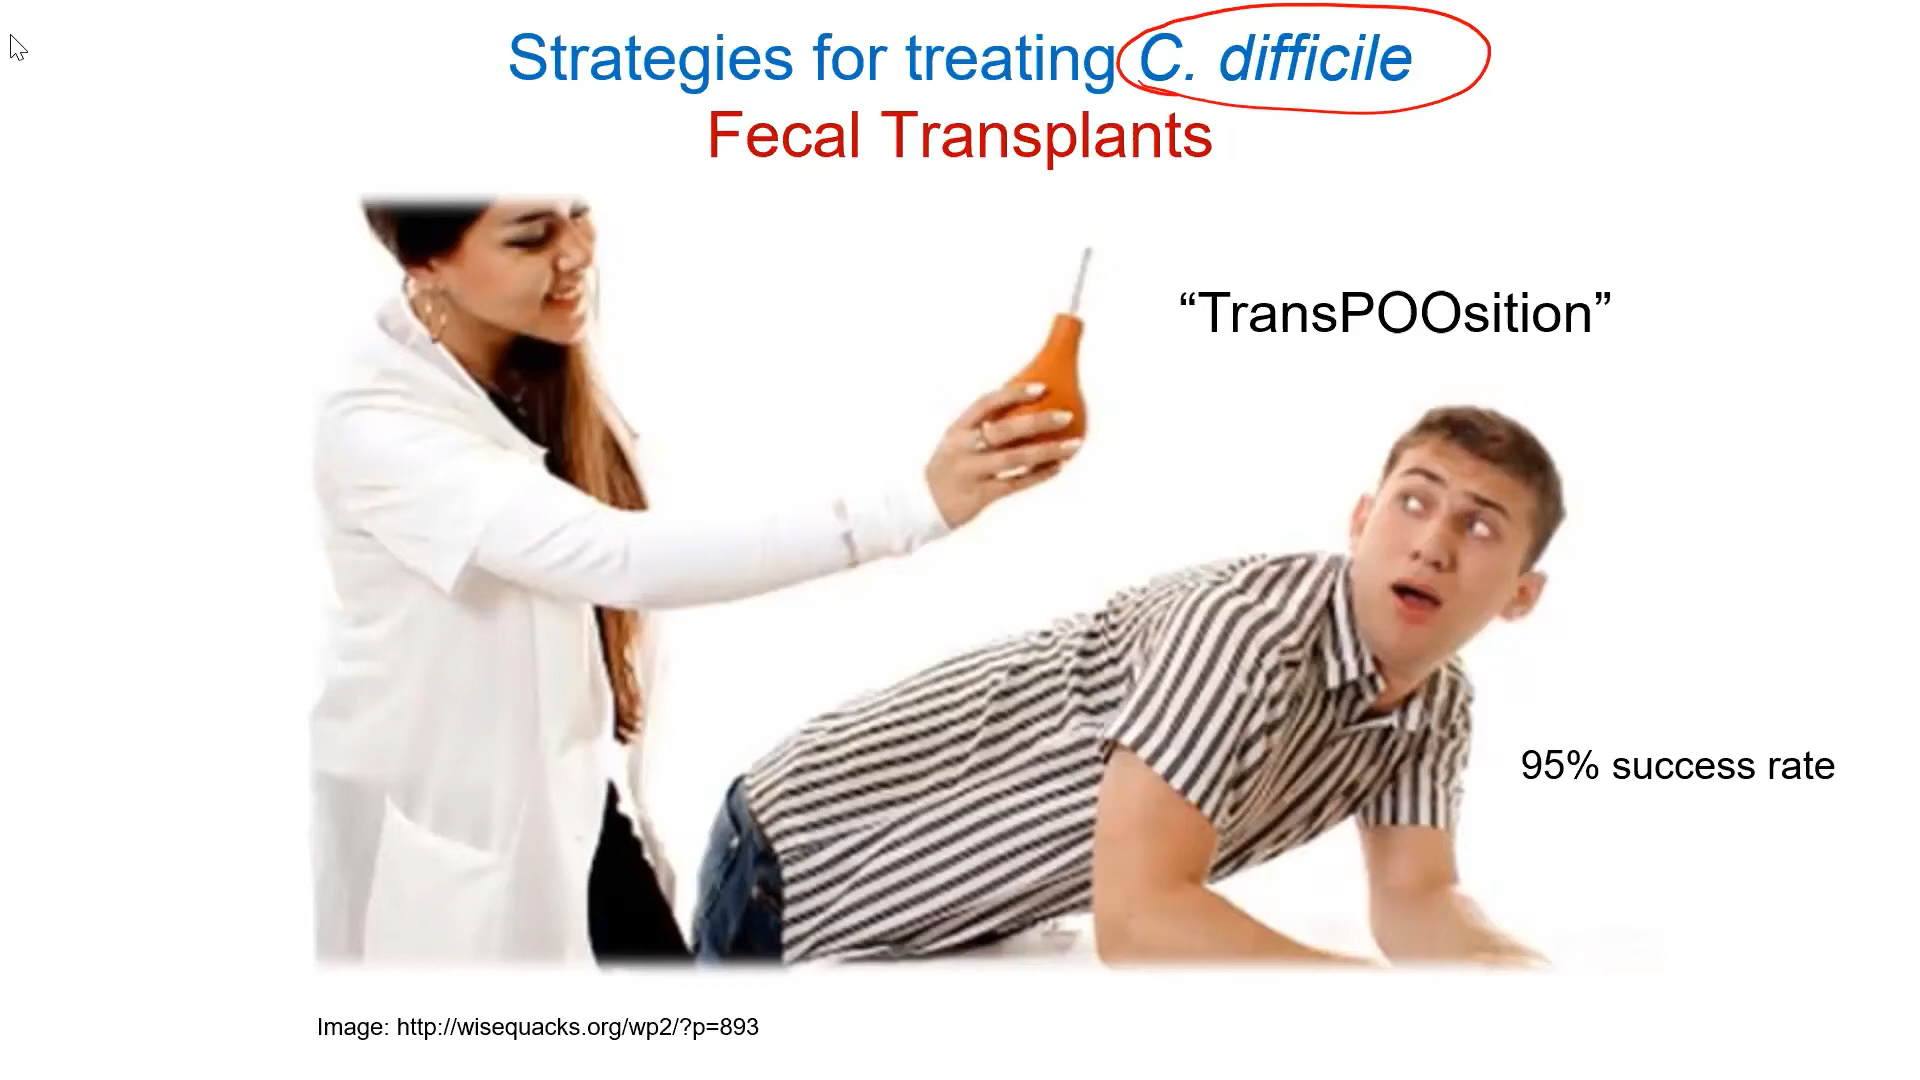 Strategies for treating C. difficile
Fecal Transplants
“TransPOOsition”
95% success rate
Image: http://wisequacks.org/wp2/?p=893